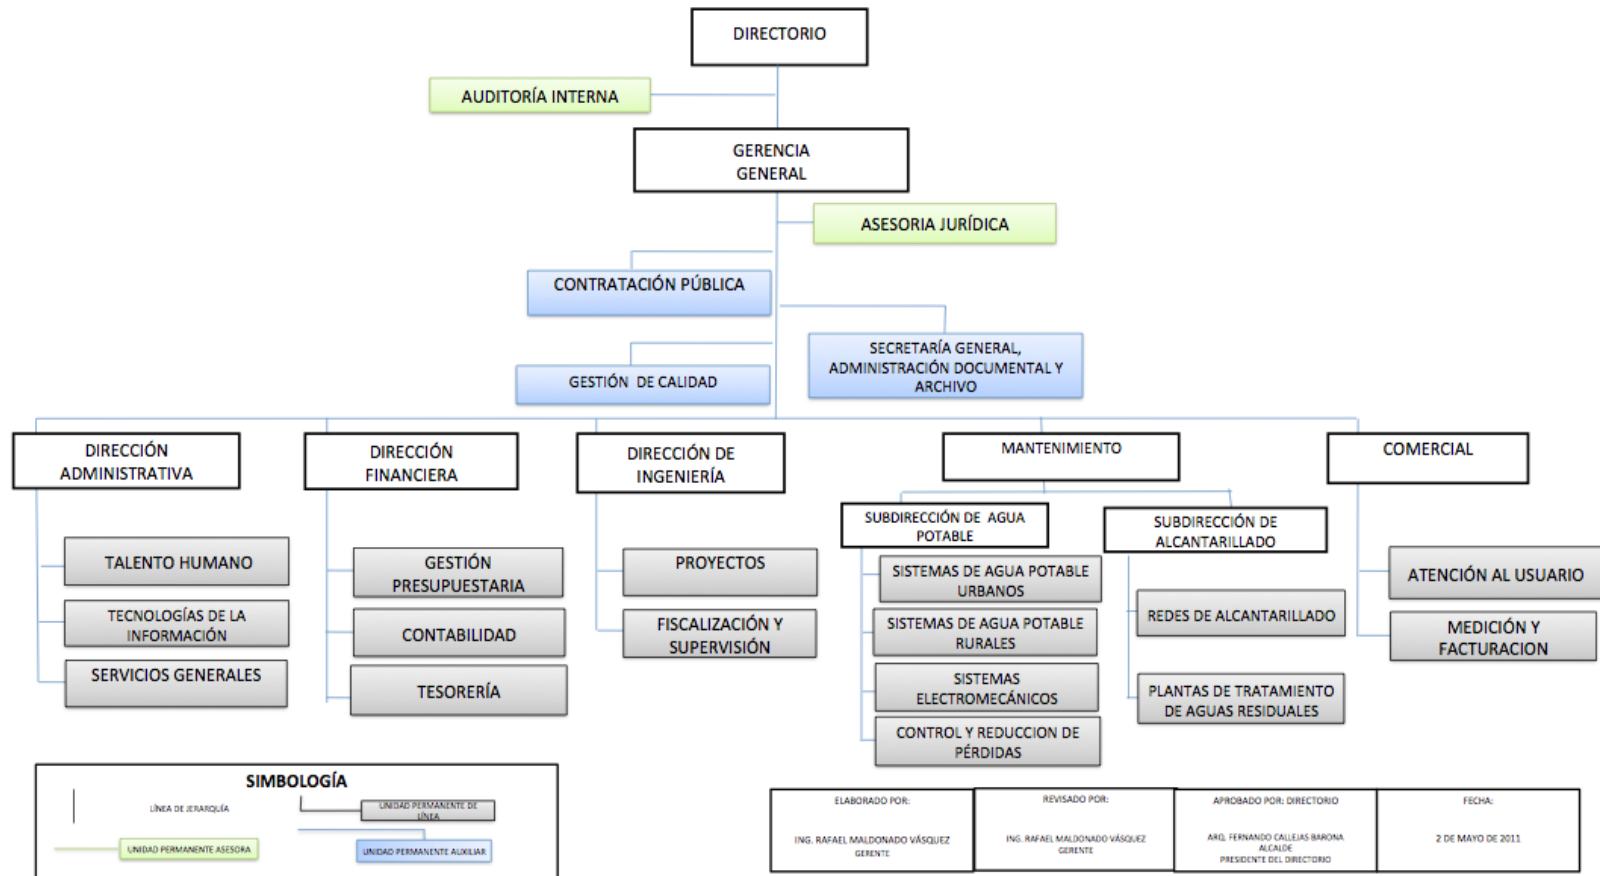 DIRECTORIO
AUDITORÍA INTERNA
GERENCIA
GENERAL
ASESORIA JURÍDICA
CONTRATACIÓN PÚBLICA
SECRETARÍA GENERAL,
ADMINISTRACIÓN DOCUMENTAL Y
ARCHIVO
GESTIÓN DE CALIDAD
DIRECCIÓN
ADMINISTRATIVA
TALENTO HUMANO
TECNOLOGÍAS DE LA
INFORMACIÓN
SERVICIOS GENERALES
DIRECCIÓN
FINANCIERA
GESTIÓN
PRESUPUESTARIA
CONTABILIDAD
TESORERÍA
DIRECCIÓN DE
INGENIERÍA
PROYECTOS
FISCALIZACIÓN Y
SUPERVISIÓN
MANTENIMIENTO
SUBDIRECCIÓN DE AGUA
POTABLE
SISTEMAS DE AGUA POTABLE
URBANOS
SISTEMAS DE AGUA POTABLE
RURALES
SISTEMAS
ELECTROMECÁNICOS
CONTROL Y REDUCCION DE
PÉRDIDAS
SUBDIRECCIÓN DE
ALCANTARILLADO
REDES DE ALCANTARILLADO
PLANTAS DE TRATAMIENTO
DE AGUAS RESIDUALES
COMERCIAL
ATENCIÓN AL USUARIO
MEDICIÓN Y
FACTURACION
SIMBOLOGÍA
LÍNEA DE JERARQUÍA
UNIDAD PERMANENTE DE
LÍNEA
UNIDAD PERMANENTE ASESORA
UNIDAD PERMANENTE AUXILIAR
ELABORADO POR:
ING. RAFAEL MALDONADO VÁSQUEZ
GERENTE
REVISADO POR:
ING. RAFAEL MALDONADO VÁSQUEZ
GERENTE
APROBADO POR: DIRECTORIO
ARQ. FERNANDO CALLEJAS BARONA
ALCALDE
PRESIDENTE DEL DIRECTORIO
FECHA:
2 DE MAYO DE 2011